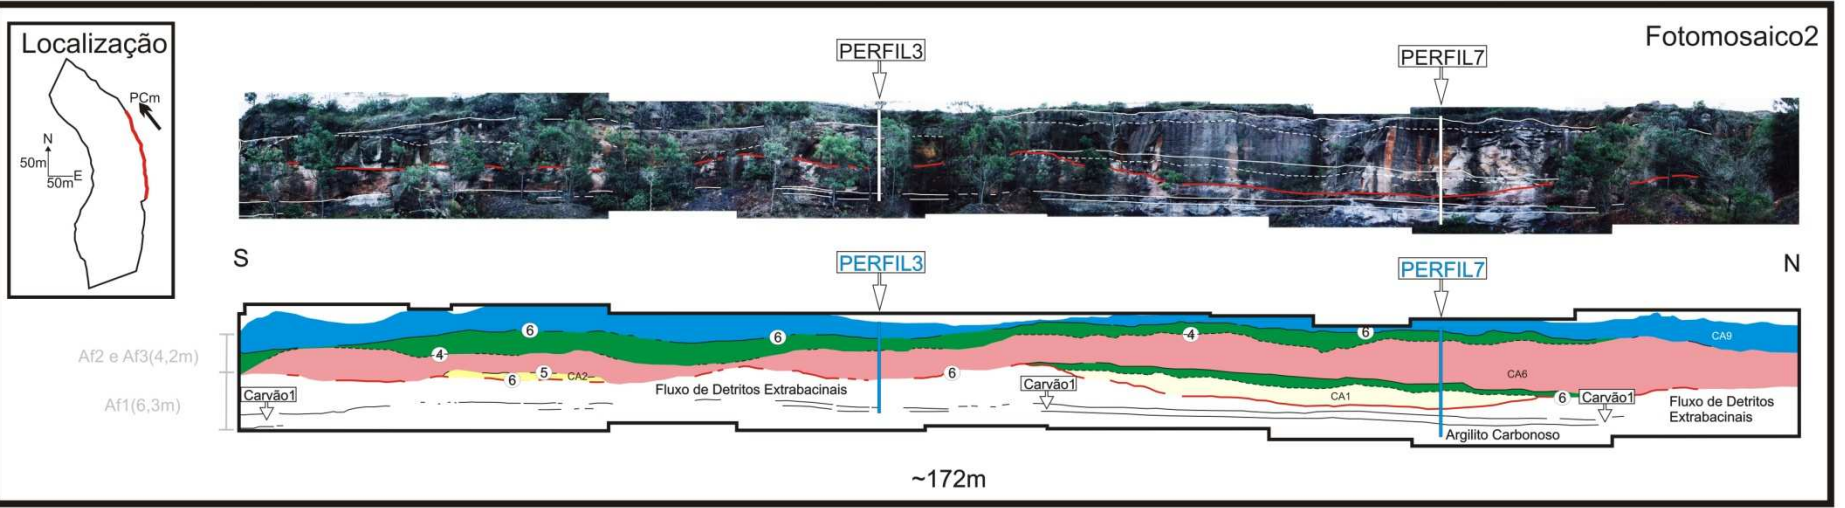 Localização
PCm
N
50m
E
50m
PERFIL3
PERFIL7
Fotomosaico2
S
PERFIL3
PERFIL7
N
6
6
4
6
CA9
Af2 e Af3(4,2m)
4
5
6
CA2
6
CA6
Fluxo de Detritos Extrabacinais
Carvão1
Carvão1
CA1
6
Carvão1
Fluxo de Detritos
Extrabacinais
Af1(6,3m)
Argilito Carbonoso
~172m